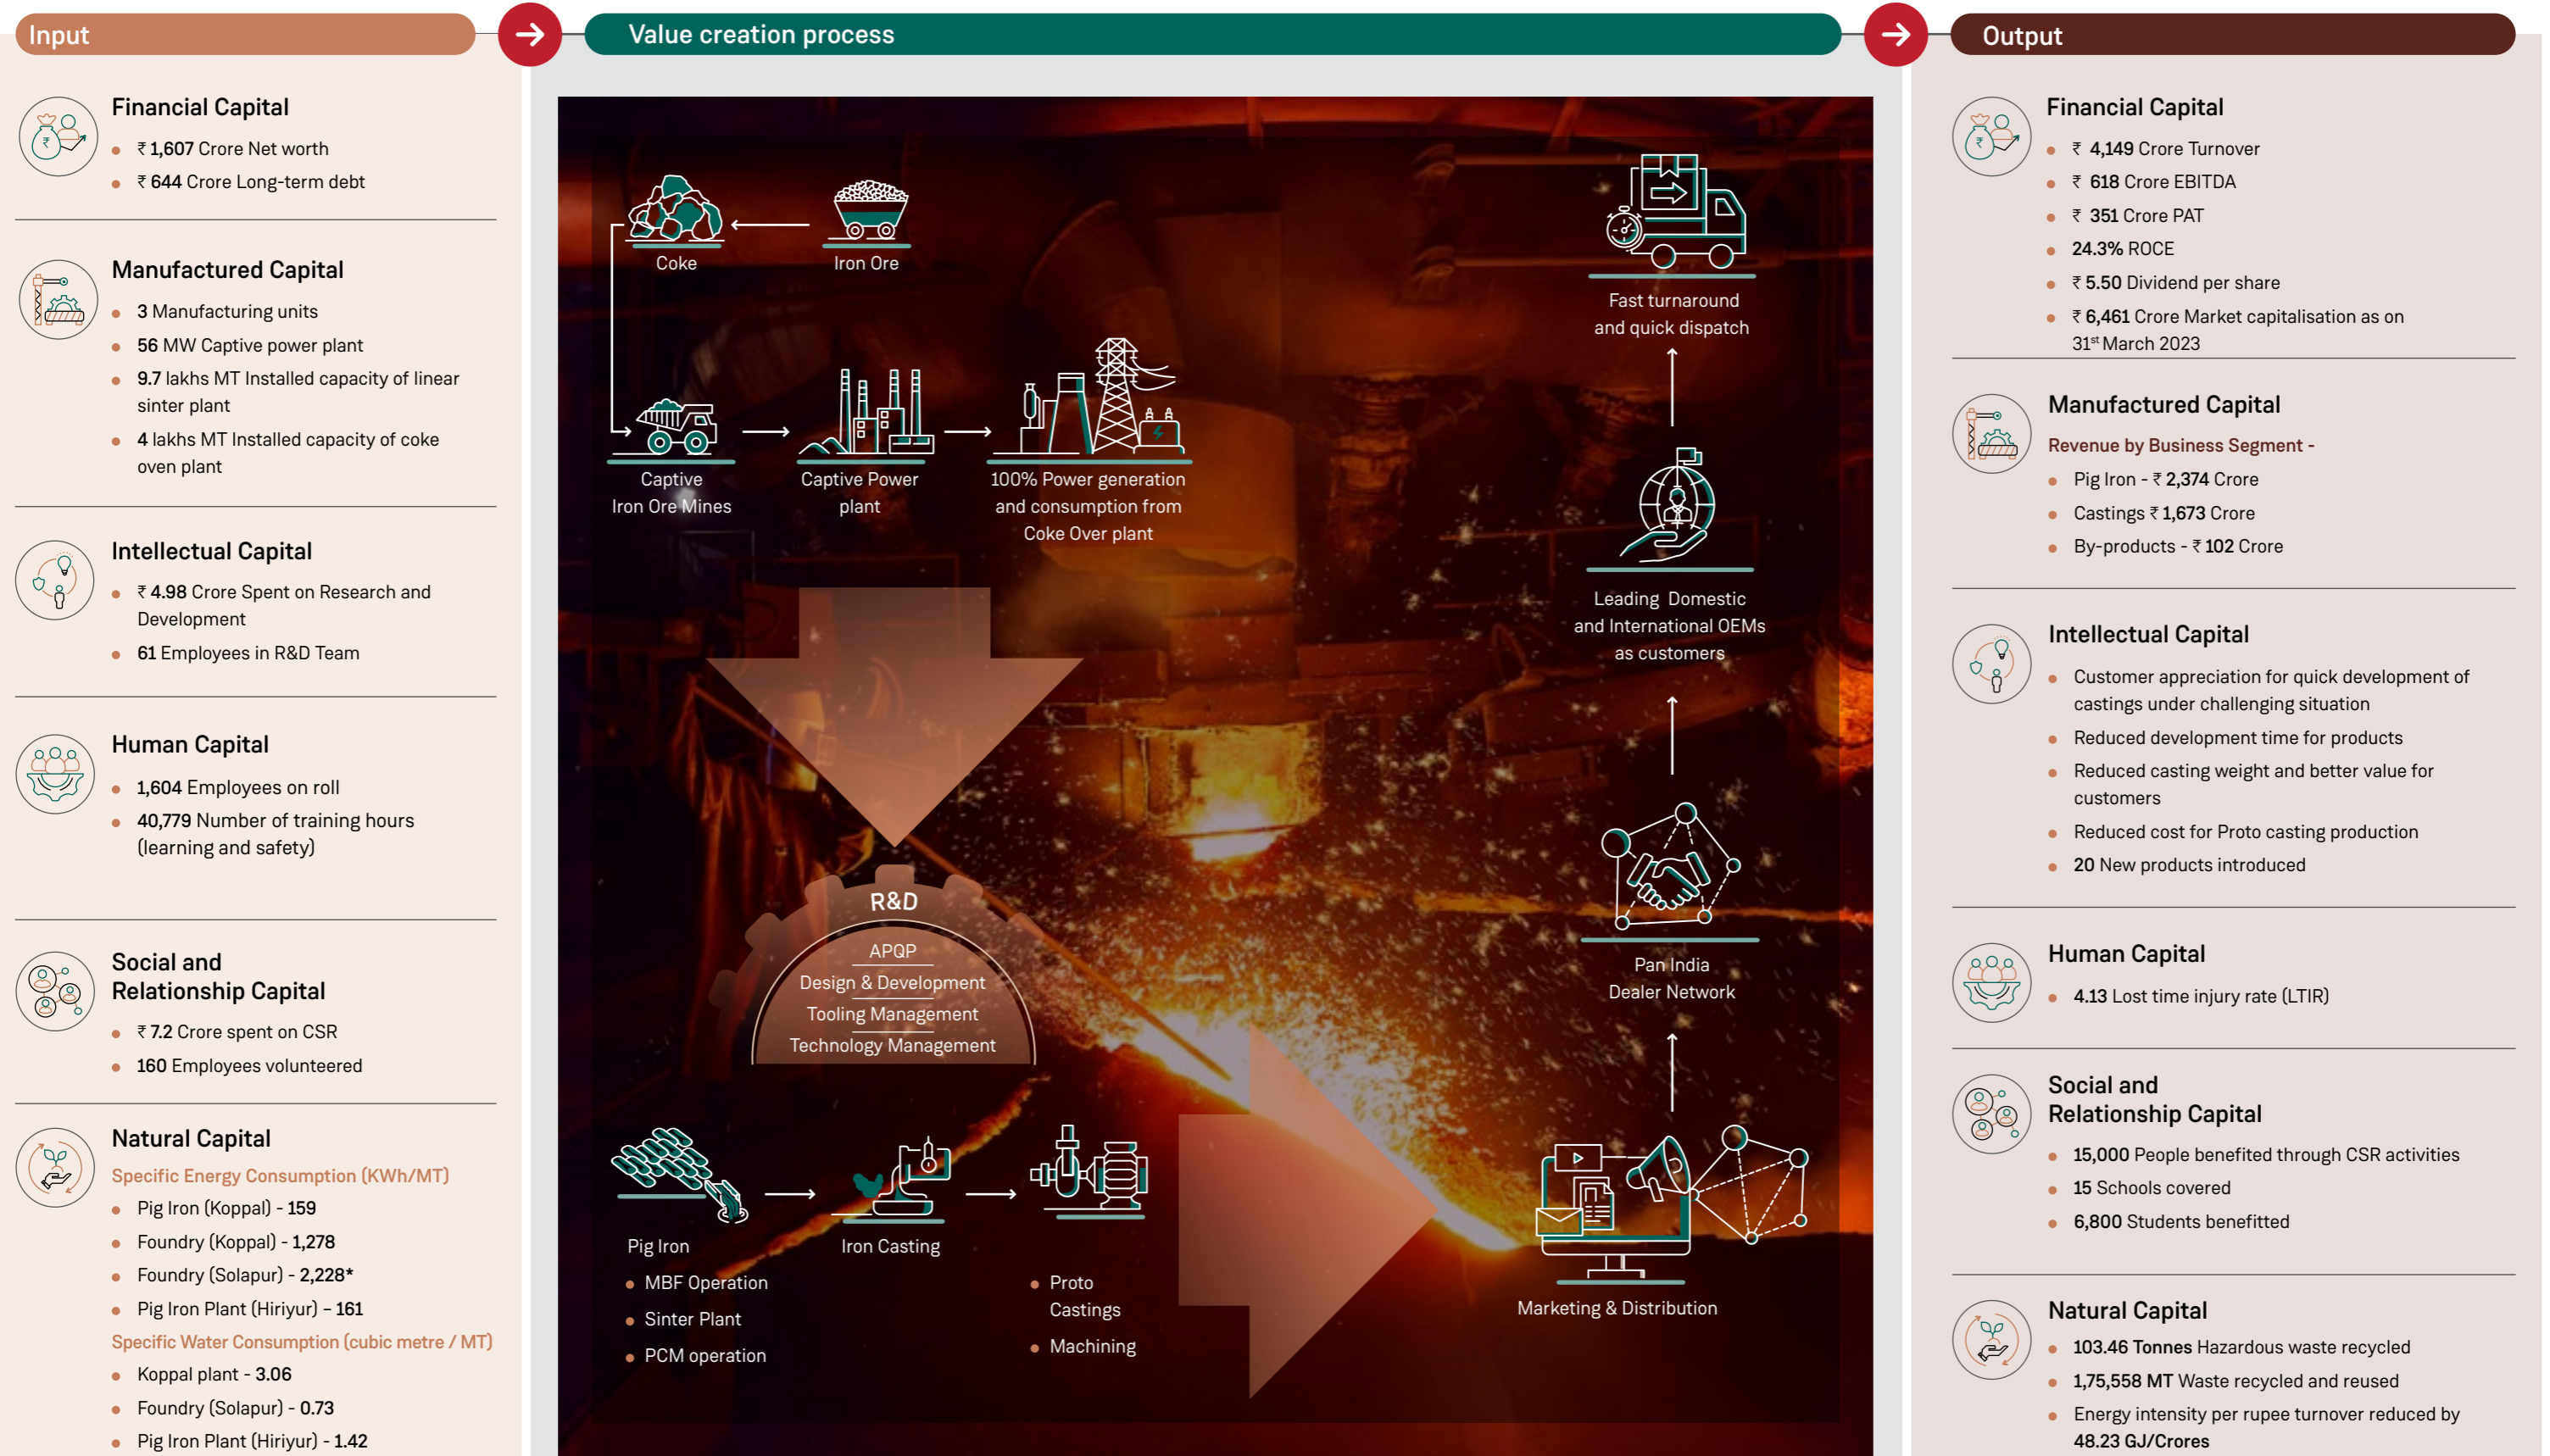 Input
Financial Capital
₹ 1,607 Crore Net worth
₹ 644 Crore Long-term debt
Manufactured Capital
3 Manufacturing units
56 MW Captive power plant
9.7 lakhs MT Installed capacity of linear
sinter plant
4 lakhs MT Installed capacity of coke
oven plant
Intellectual Capital
₹ 4.98 Crore Spent on Research and
Development
61 Employees in R&D Team
Human Capital
1,604 Employees on roll
40,779 Number of training hours
(learning and safety)
Social and
Relationship Capital
₹ 7.2 Crore spent on CSR
160 Employees volunteered
Natural Capital
Specific Energy Consumption (KWh/MT)
Pig Iron (Koppal) - 159
Foundry (Koppal) - 1,278
Foundry (Solapur) - 2,228*
Pig Iron Plant (Hiriyur) – 161
Specific Water Consumption (cubic metre / MT)
Koppal plant - 3.06
Foundry (Solapur) - 0.73
Pig Iron Plant (Hiriyur) - 1.42
Value creation process
Coke
Iron Ore
Captive
Iron Ore Mines
Captive Power
plant
100% Power generation
and consumption from
Coke Over plant
R&D
APQP
Design & Development
Tooling Management
Technology Management
Pig Iron
MBF Operation
Sinter Plant
PCM operation
Iron Casting
Proto
Castings
Machining
Marketing & Distribution
Pan India
Dealer Network
Leading Domestic
and International OEMs
as customers
Fast turnaround
and quick dispatch
Output
Financial Capital
₹ 4,149 Crore Turnover
₹ 618 Crore EBITDA
₹ 351 Crore PAT
24.3% ROCE
₹ 5.50 Dividend per share
₹ 6,461 Crore Market capitalisation as on
31st March 2023
Manufactured Capital
Revenue by Business Segment -
Pig Iron - ₹ 2,374 Crore
Castings ₹ 1,673 Crore
By-products - ₹ 102 Crore
Intellectual Capital
Customer appreciation for quick development of
castings under challenging situation
Reduced development time for products
Reduced casting weight and better value for
customers
Reduced cost for Proto casting production
20 New products introduced
Human Capital
4.13 Lost time injury rate (LTIR)
Social and
Relationship Capital
15,000 People benefited through CSR activities
15 Schools covered
6,800 Students benefitted
Natural Capital
103.46 Tonnes Hazardous waste recycled
1,75,558 MT Waste recycled and reused
Energy intensity per rupee turnover reduced by
48.23 GJ/Crores